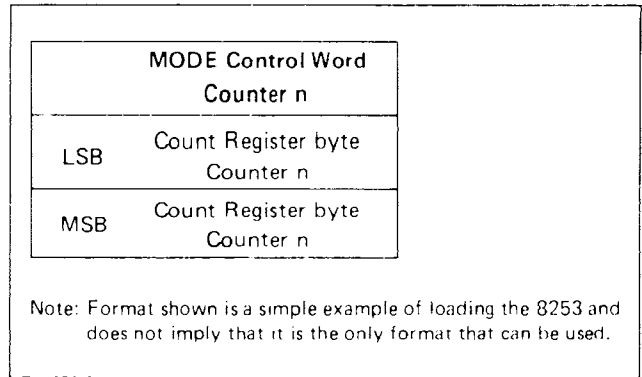 MODE Control Word
Counter n
LSB Count Register byte
Counter n
MSB Count Register byte
Counter n
Note: Format shown is a simple example of loading the 8253 and
does not imply that it is the only format that can be used.